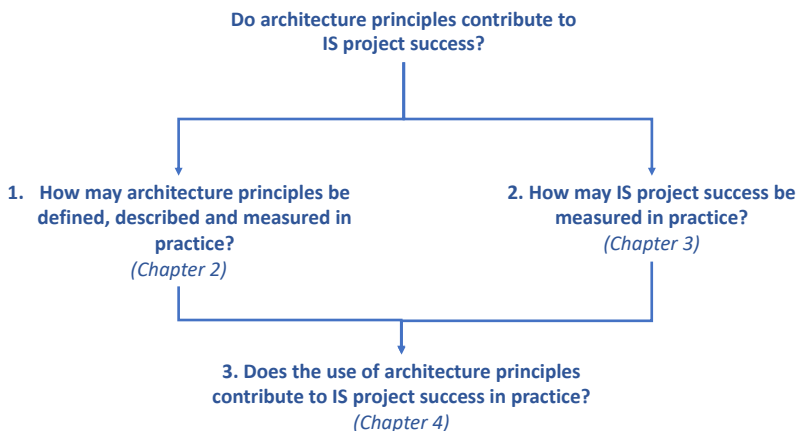 Do architecture principles contribute to
IS project success?
1. How may architecture principles be
defined, described and measured in
practice?
(Chapter 2)
2. How may IS project success be
measured in practice?
(Chapter 3)
3. Does the use of architecture principles
contribute to IS project success in practice?
(Chapter 4)